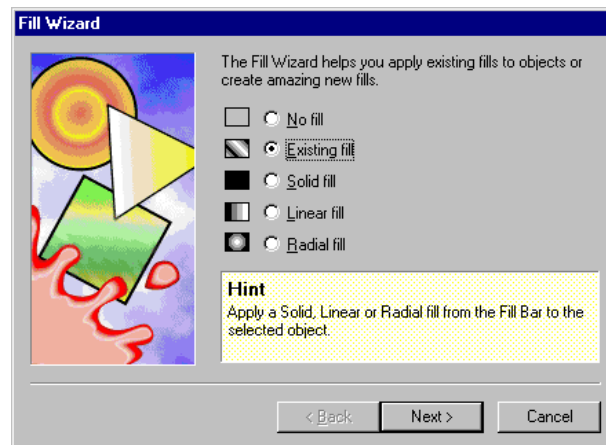 Fill Wizard
The Fill Wizard helps you apply existing fills to objects or
create amazing new fills.
No fill
Existing fill
Solid fill
Linear fill
Radial fill
Hint
Apply a Solid, Linear or Radial fill from the Fill Bar to the
selected object.
< Back
Next >
Cancel